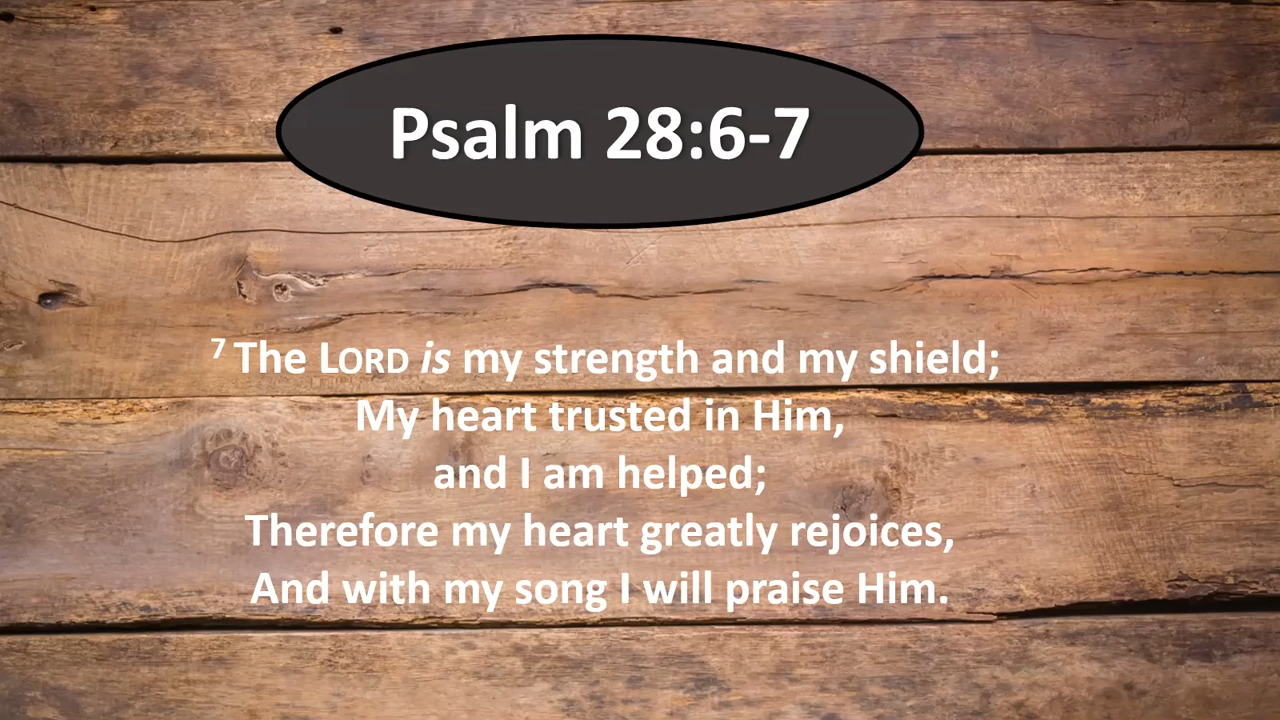 Psalm 28:6-7
7 The LORD is my strength and my shield;
My heart trusted in Him,
and I am helped;
Therefore my heart greatly rejoices,
And with my song I will praise Him.